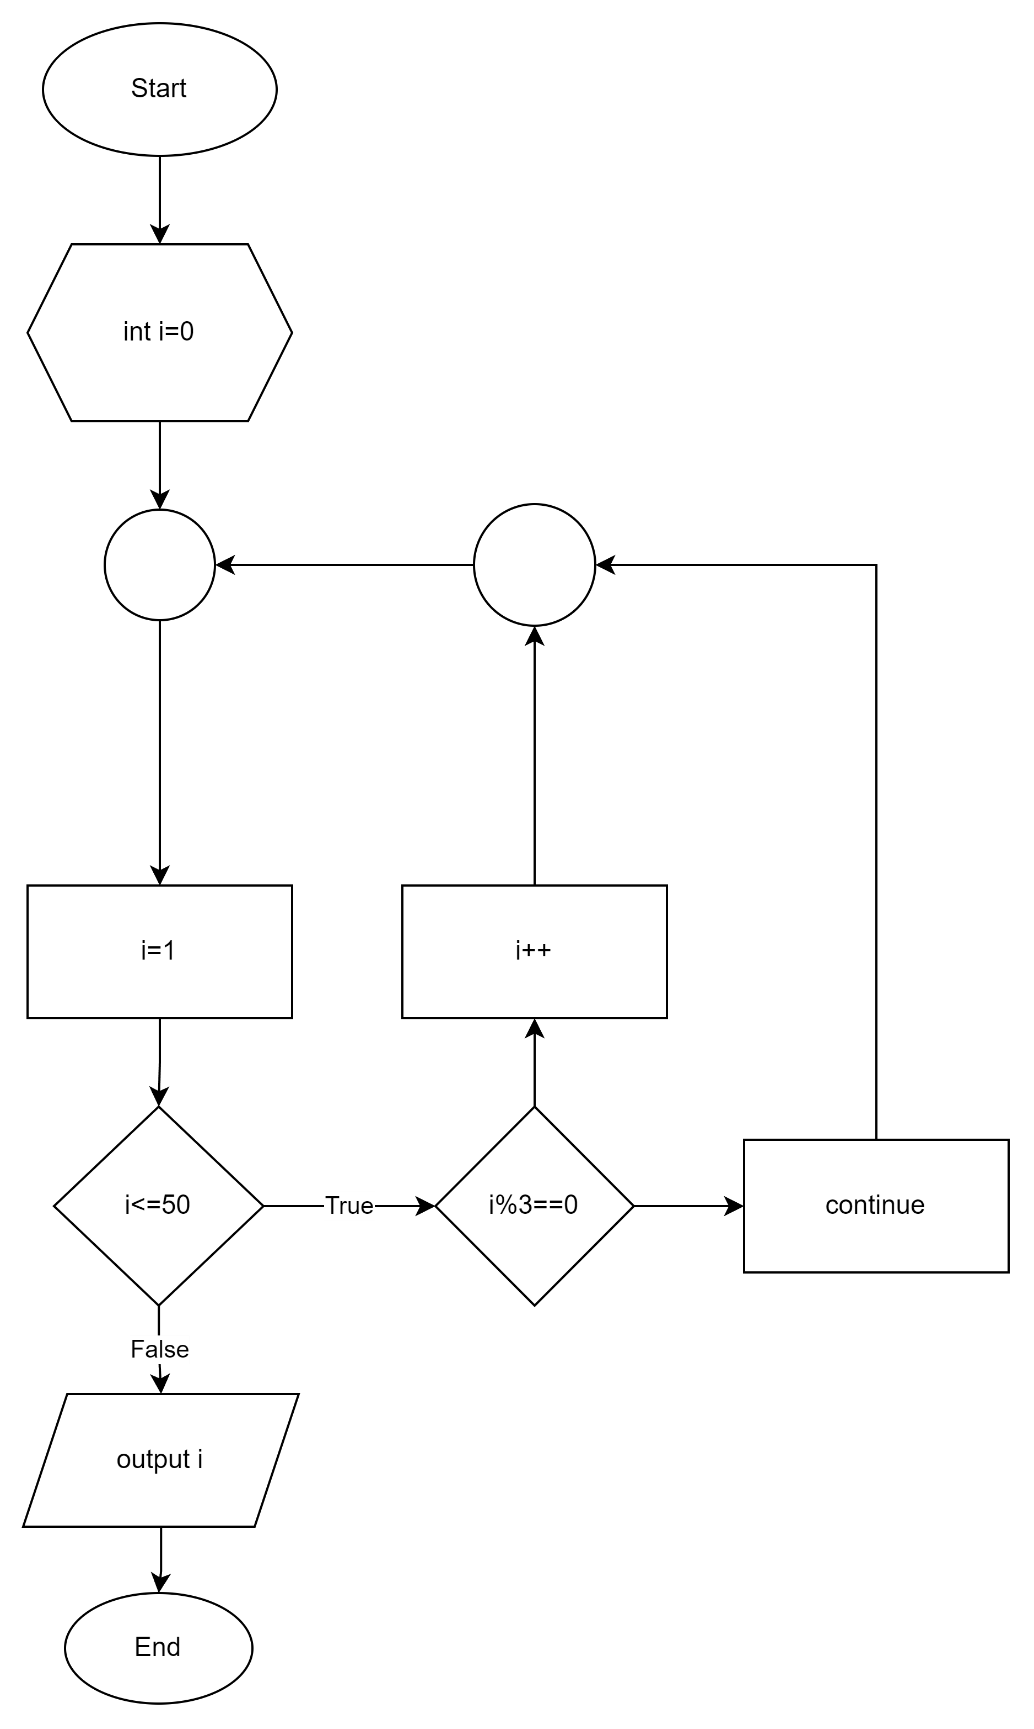 Start
int i=0
i=1
i++
i<=50
True
i%3==0
continue
False
output i
End